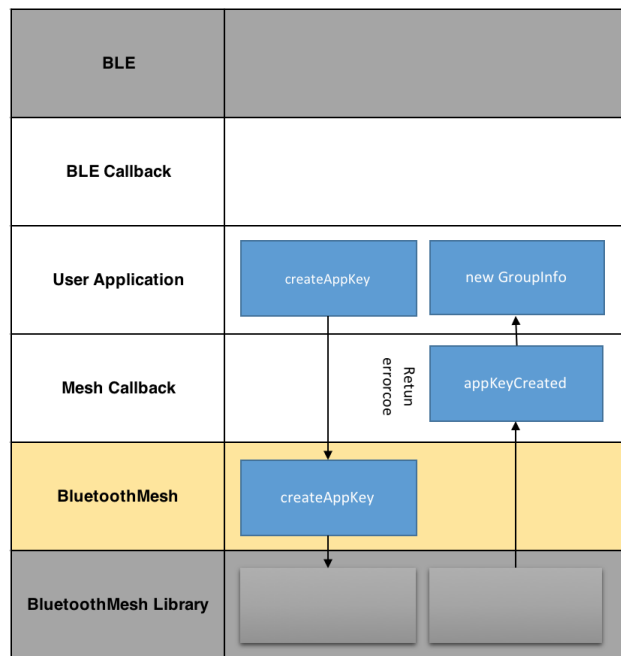 BLE
BLE Callback
User Application
createAppKey
new GroupInfo
Mesh Callback
Retun
errorcoe
appKeyCreated
BluetoothMesh
createAppKey
BluetoothMesh Library